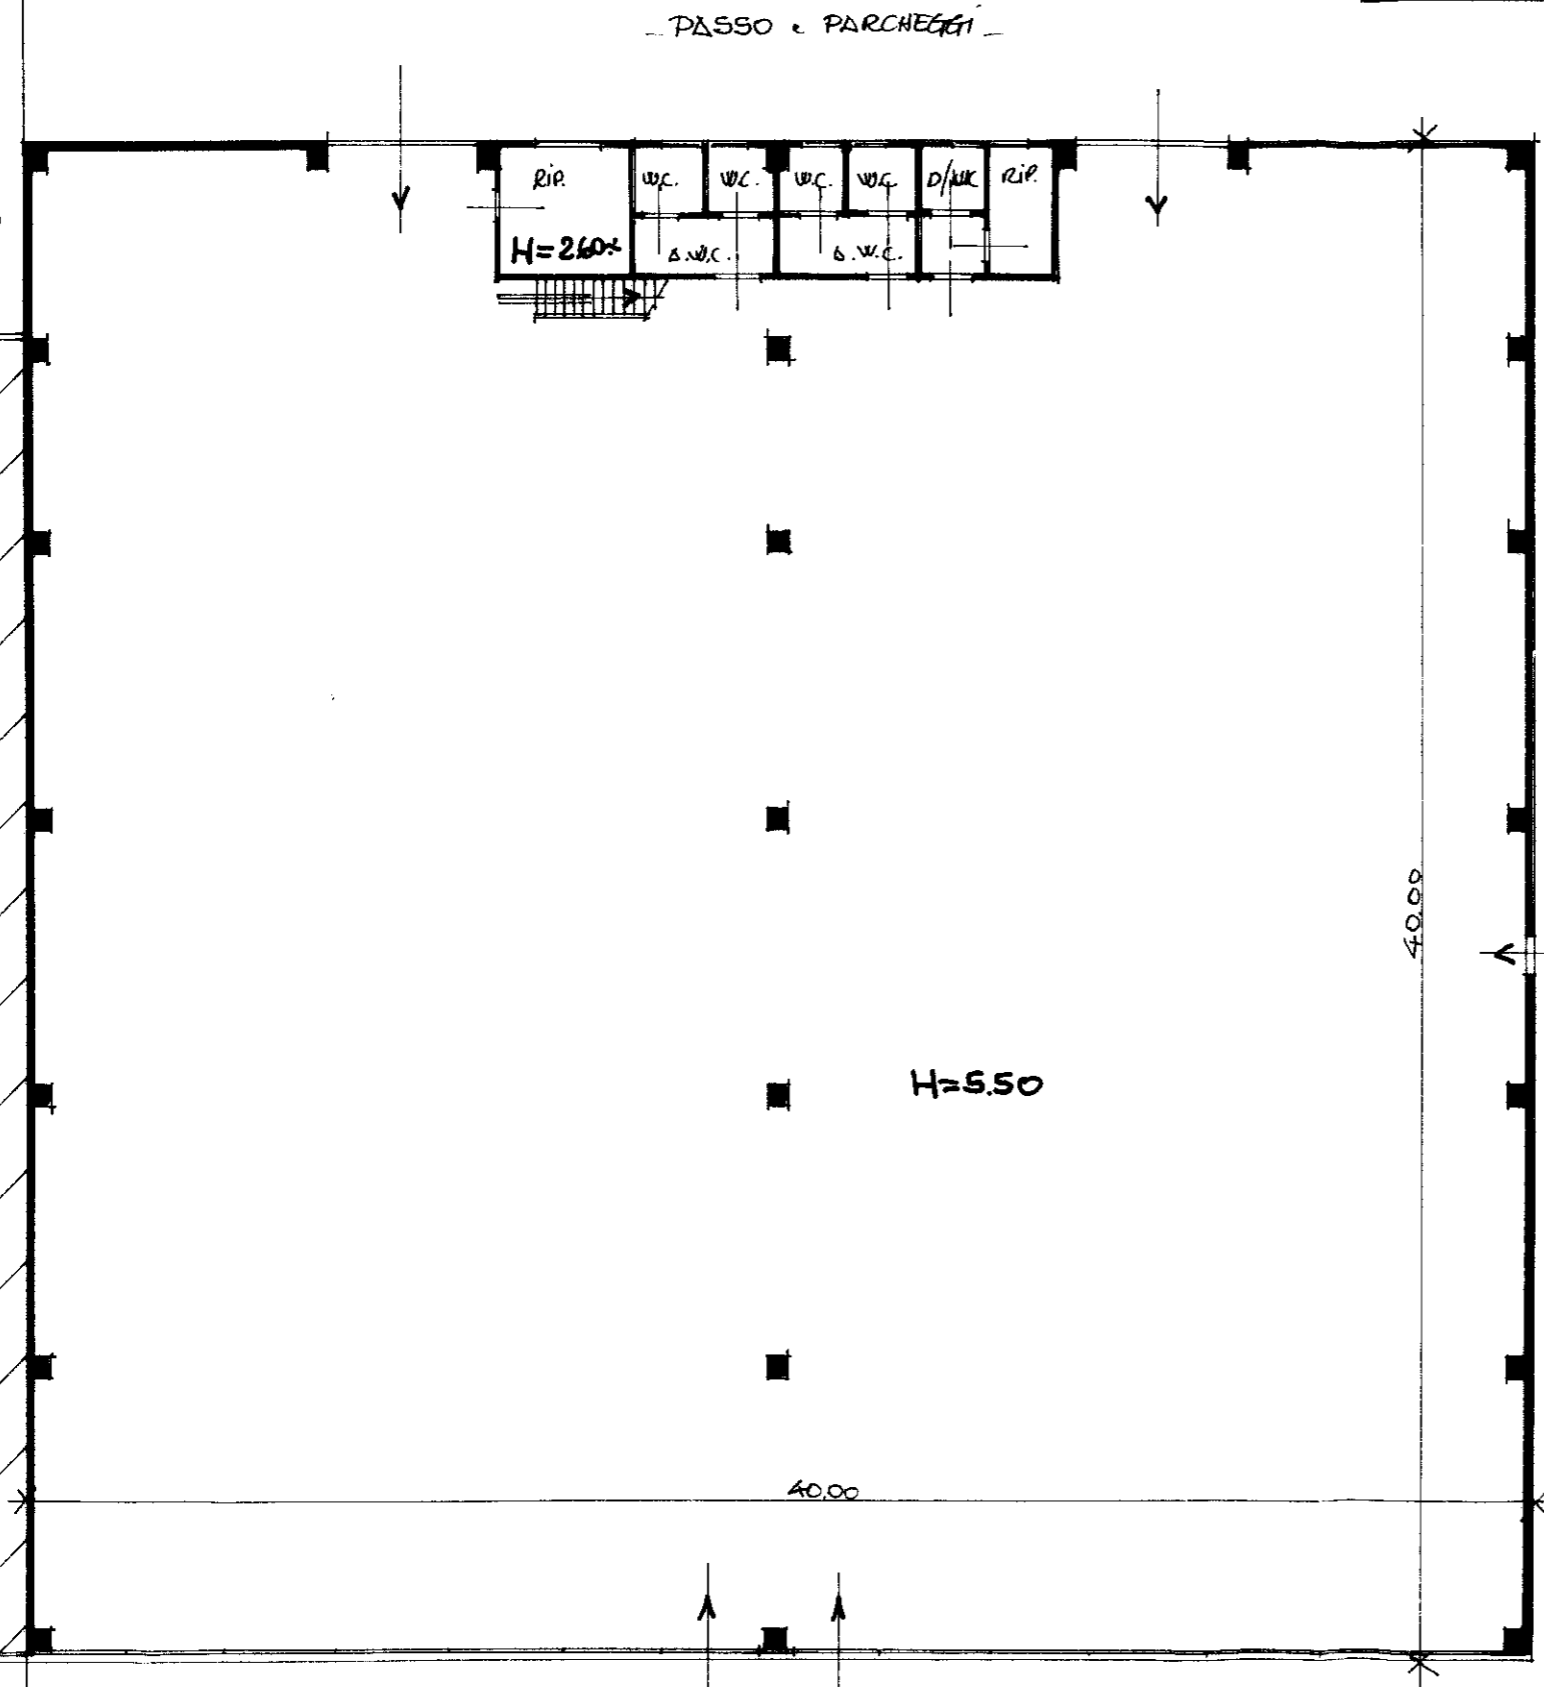 PASSO e PARCHEGGI
RIP. W.C. W.C. W.C. W.C. RIP.
H=2.60
A.W.C. A.W.C.
40.00
H=5.50
40.00